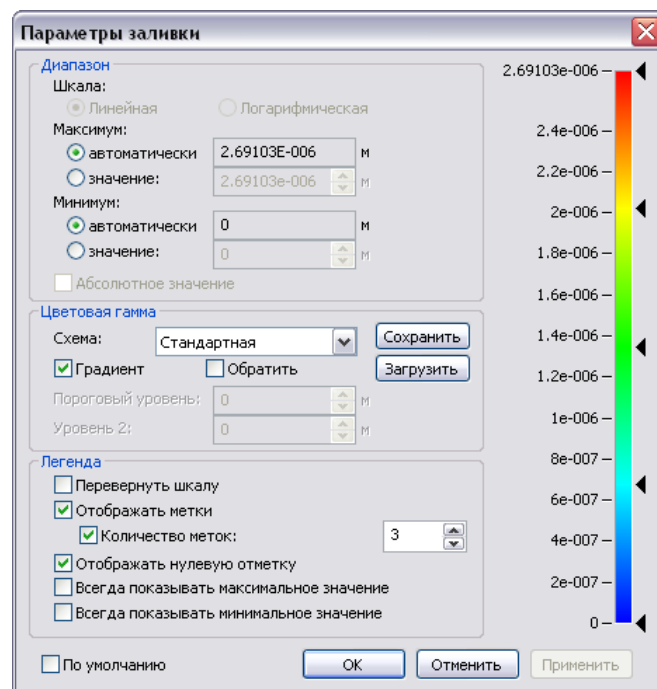 Параметры заливки
Диапазон
Шкала:
Линейная Логарифмическая
Максимум:
автоматически 2.69103E-006 м
значение: 2.69103e-006 м
Минимум:
автоматически 0 м
значение: 0 м
Абсолютное значение
Цветовая гамма
Схема: Стандартная Сохранить
Градиент Обратить Загрузить
Пороговый уровень: 0 м
Уровень 2: 0 м
Легенда
Перевернуть шкалу
Отображать метки
Количество меток: 3
Отображать нулевую отметку
Всегда показывать максимальное значение
Всегда показывать минимальное значение
По умолчанию OK Отменить Применить
2.69103e-006
2.4e-006
2.2e-006
2e-006
1.8e-006
1.6e-006
1.4e-006
1.2e-006
1e-006
8e-007
6e-007
4e-007
2e-007
0